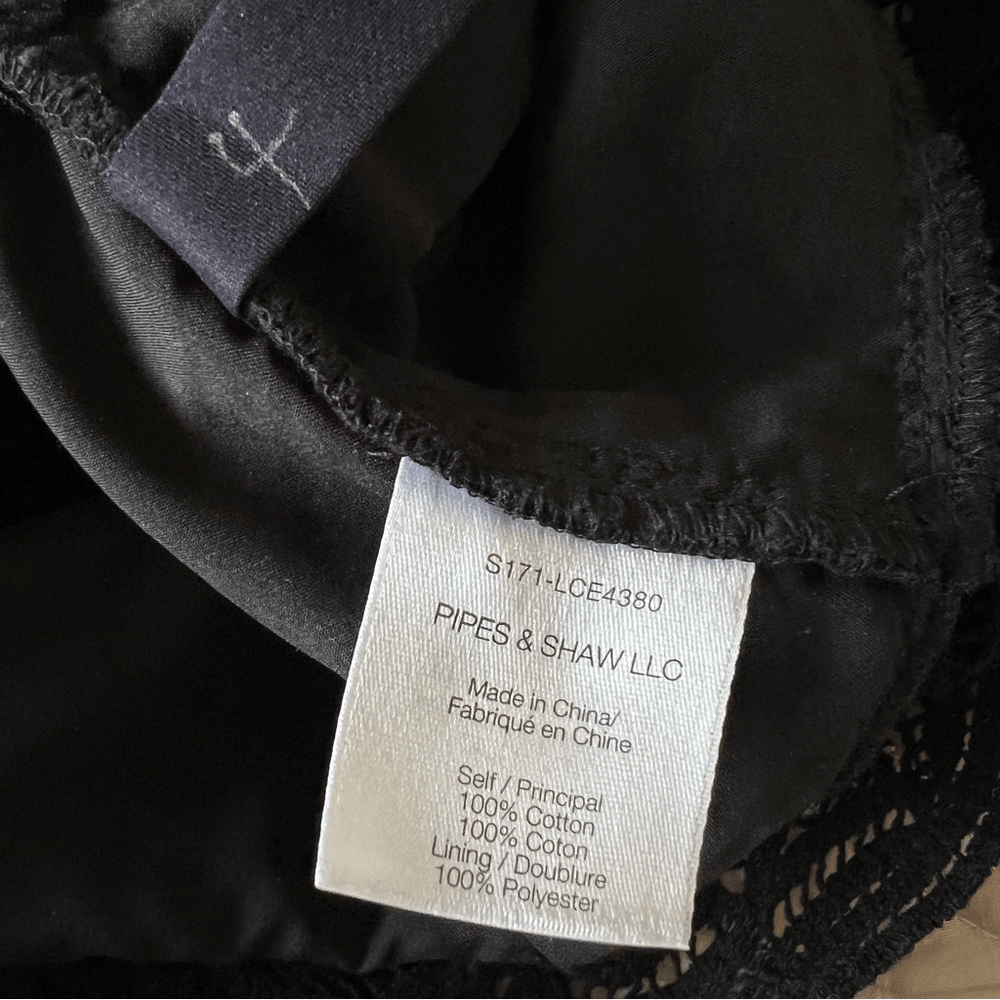 4
S171-LCE4380
PIPES & SHAW LLC
Made in China/
Fabriqué en Chine
Self / Principal
100% Cotton
100% Coton
Lining / Doublure
100% Polyester